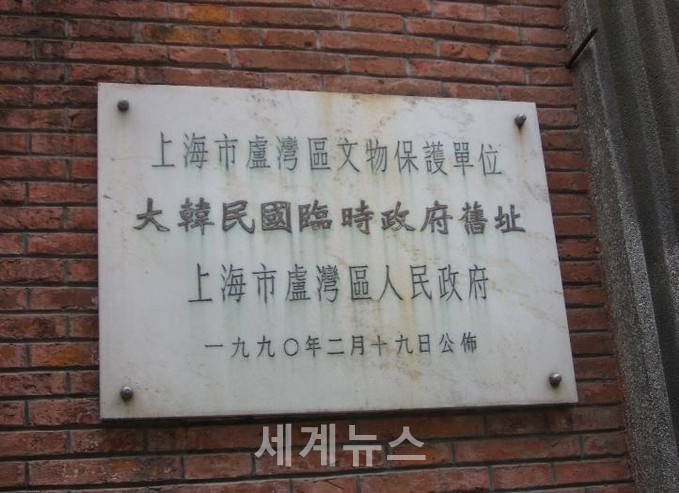 上海市盧灣區文物保護單位
大韓民國臨時政府舊址
上海市盧灣區人民政府
一九九〇年二月十九日公佈
세계뉴스